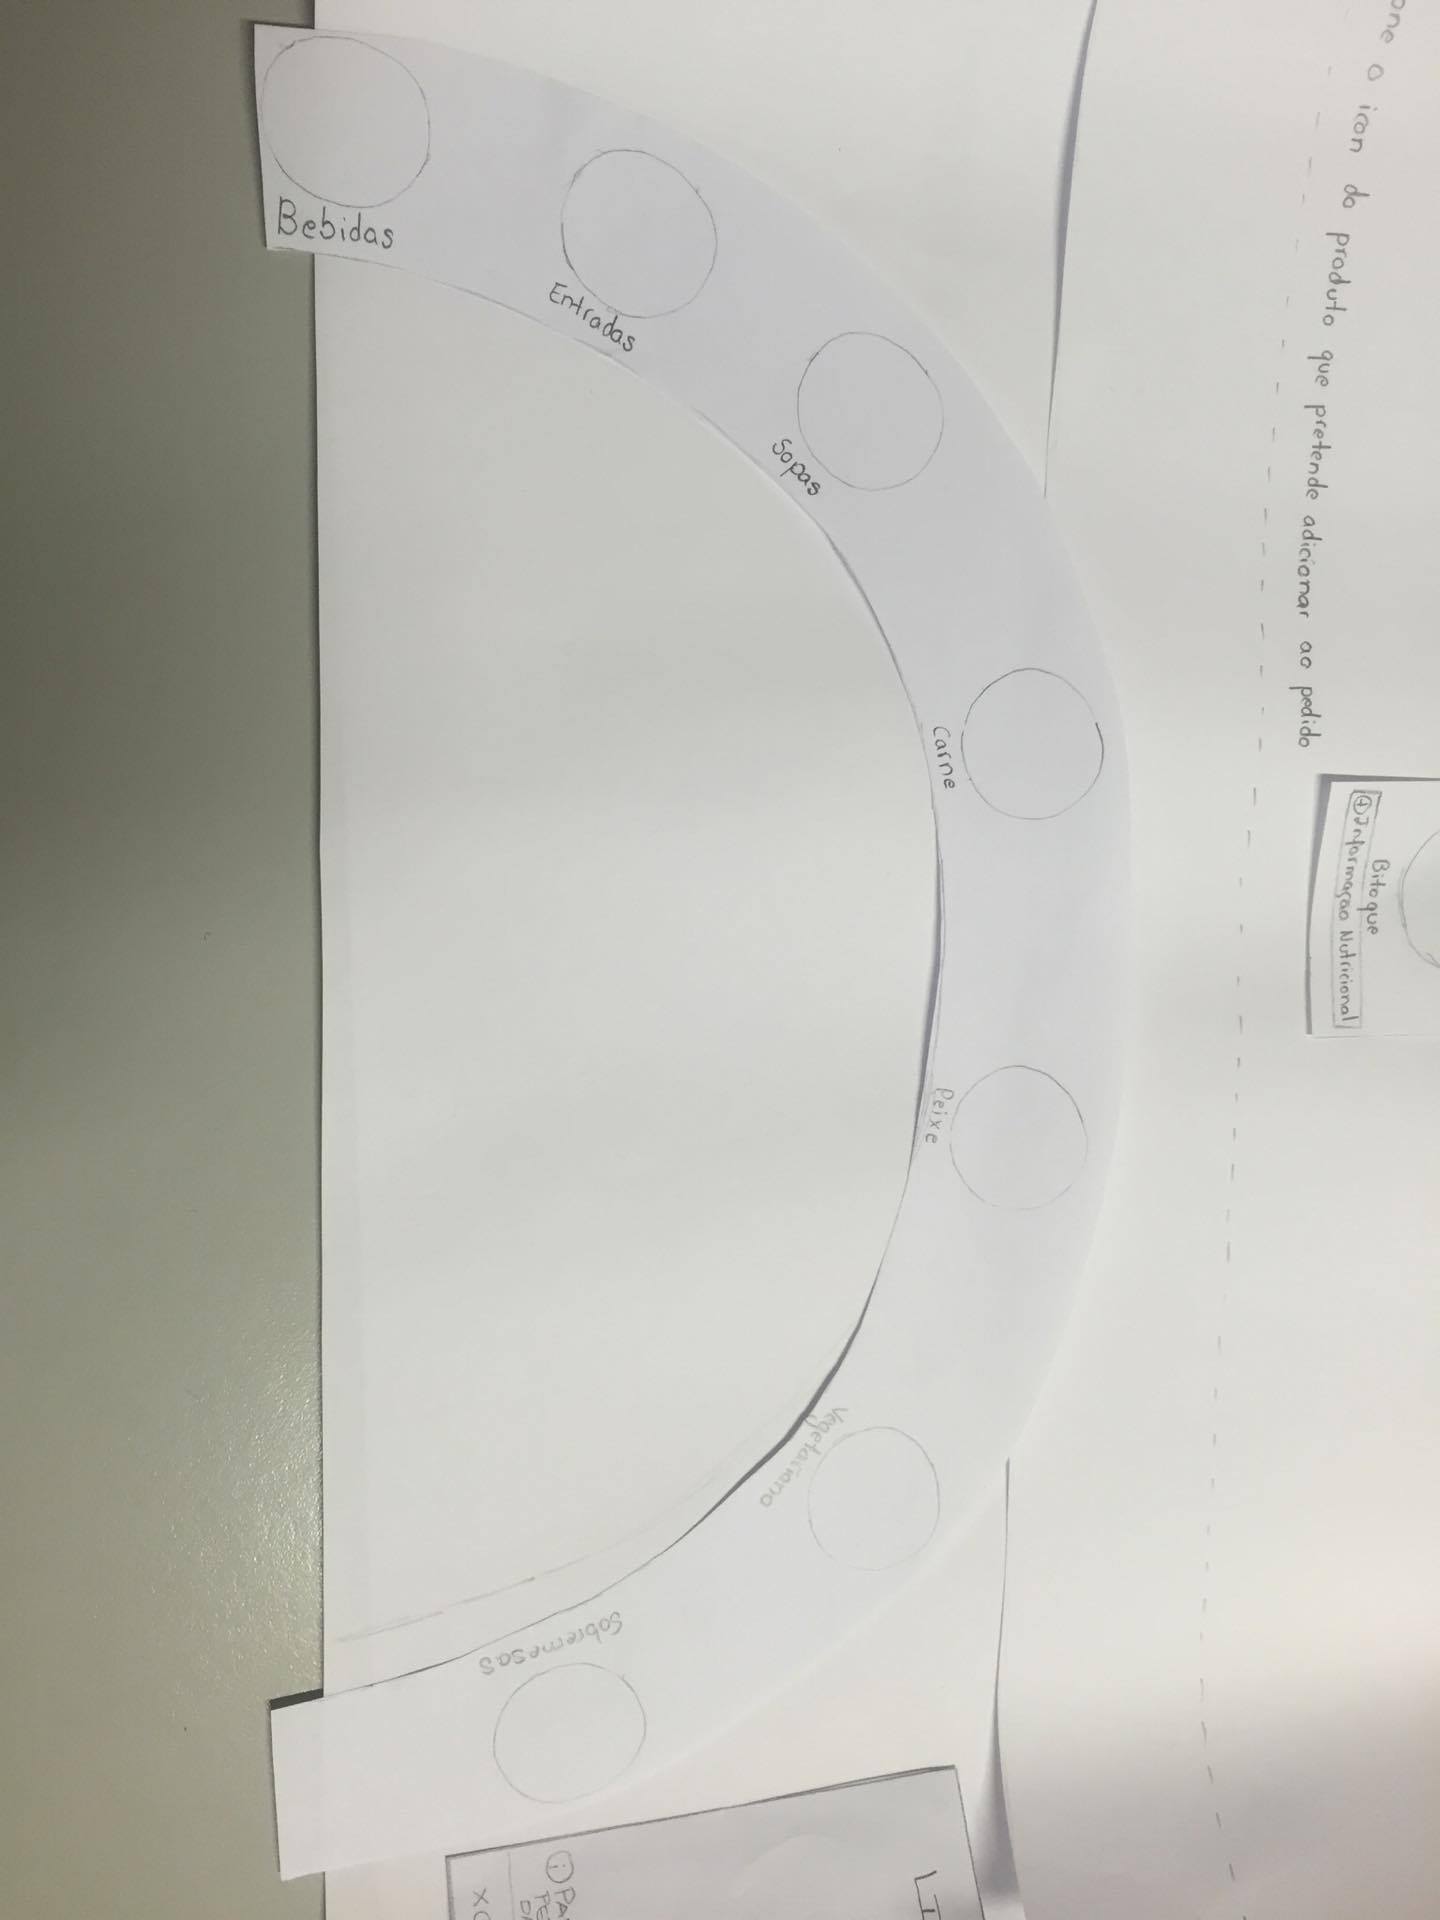 o icon do produto que pretende adicionar ao pedido
Bebidas
Entradas
Sopas
Carne
Peixe
Vegetariano
Sobremesas
Bitoque
+ Informação Nutricional